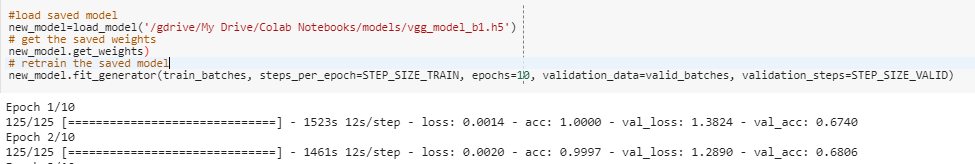 #load saved model
new_model=load_model('/gdrive/My Drive/Colab Notebooks/models/vgg_model_b1.h5')
# get the saved weights
new_model.get_weights)
# retrain the saved model
new_model.fit_generator(train_batches, steps_per_epoch=STEP_SIZE_TRAIN, epochs=10, validation_data=valid_batches, validation_steps=STEP_SIZE_VALID)
Epoch 1/10
125/125 [==============================] - 1523s 12s/step - loss: 0.0014 - acc: 1.0000 - val_loss: 1.3824 - val_acc: 0.6740
Epoch 2/10
125/125 [==============================] - 1461s 12s/step - loss: 0.0020 - acc: 0.9997 - val_loss: 1.2890 - val_acc: 0.6806